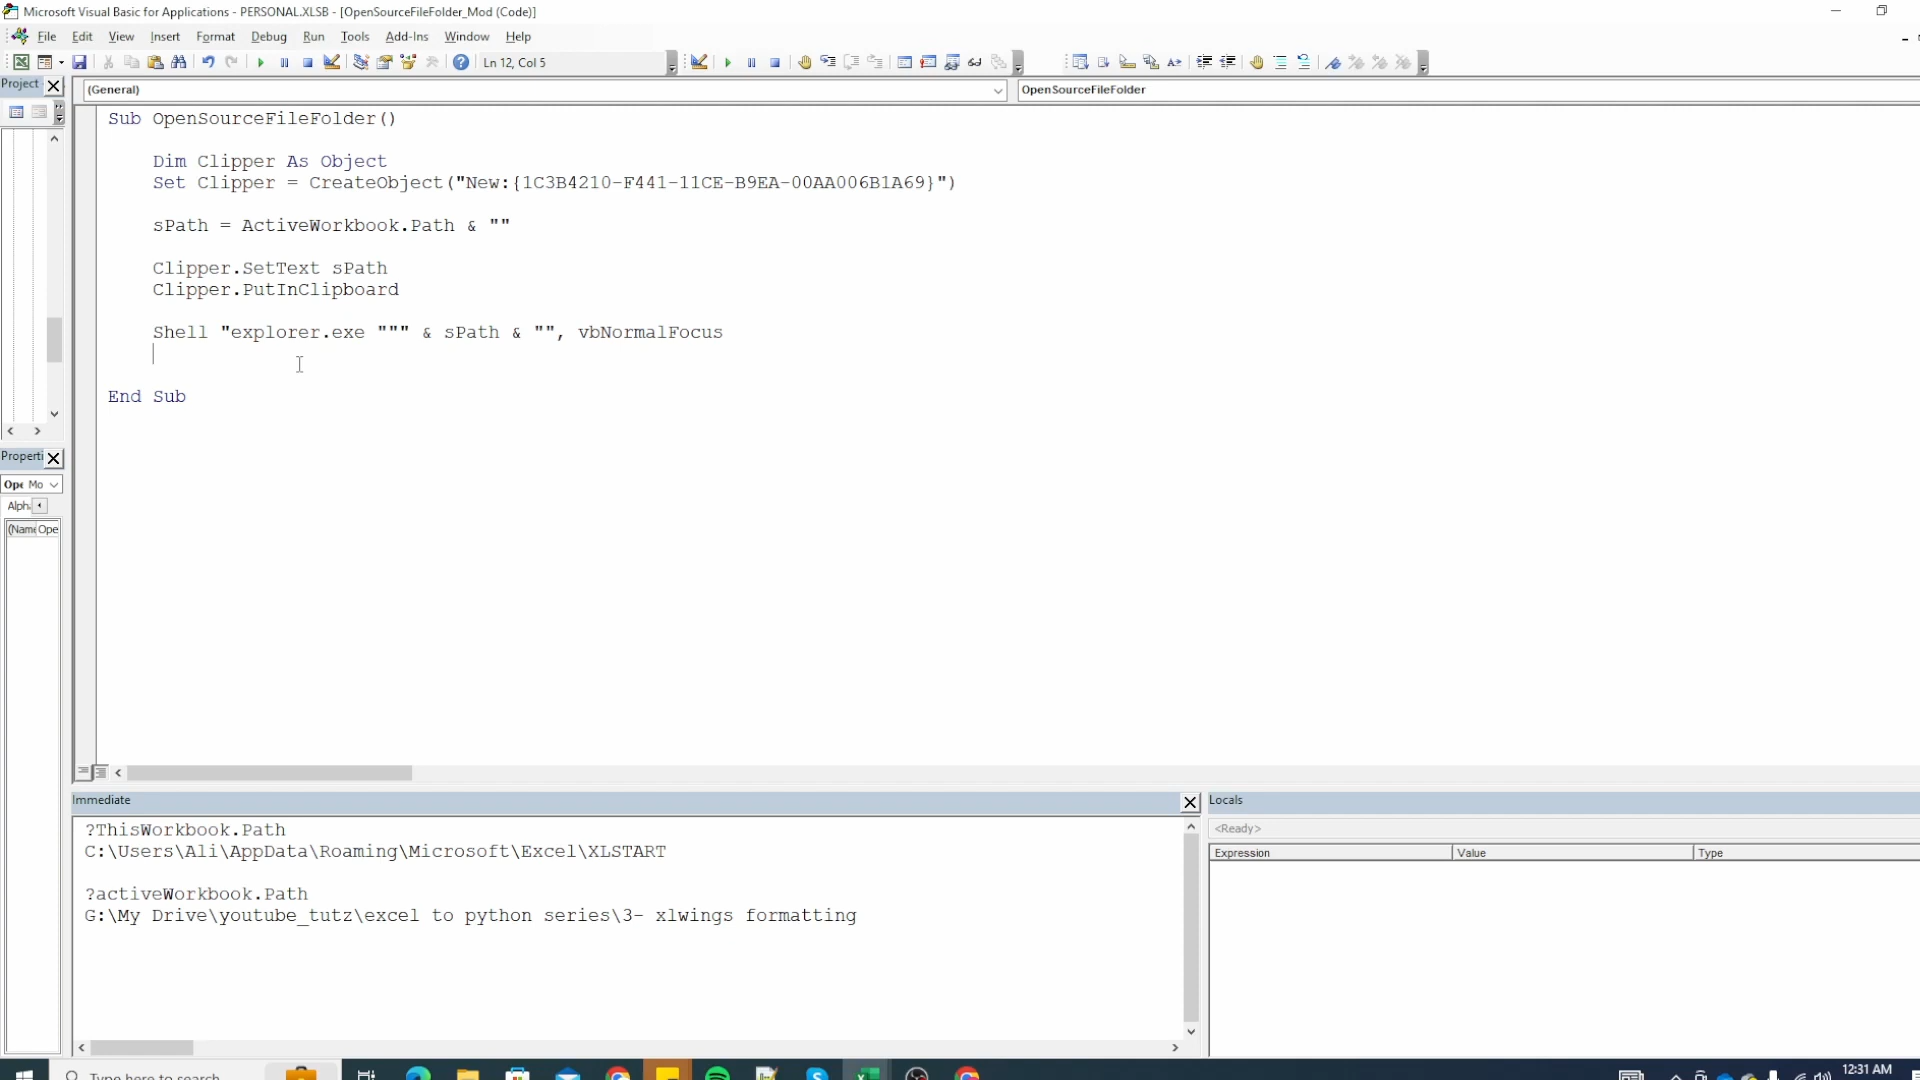 Microsoft Visual Basic for Applications - PERSONAL.XLSB - [OpenSourceFileFolder_Mod (Code)]
File Edit View Insert Format Debug Run Tools Add-Ins Window Help
Ln 12, Col 5
Project
(General)
OpenSourceFileFolder
Sub OpenSourceFileFolder()
Dim Clipper As Object
Set Clipper = CreateObject("New:{1C3B4210-F441-11CE-B9EA-00AA006B1A69}")
sPath = ActiveWorkbook.Path & ""
Clipper.SetText sPath
Clipper.PutInClipboard
Shell "explorer.exe """ & sPath & "", vbNormalFocus
End Sub
Properti
Ope Mo
Alph
(Name Ope
Immediate
?ThisWorkbook.Path
C:\Users\Ali\AppData\Roaming\Microsoft\Excel\XLSTART
?activeWorkbook.Path
G:\My Drive\youtube_tutz\excel to python series\3- xlwings formatting
Locals
<Ready>
Expression Value Type
Type here to search
12:31 AM